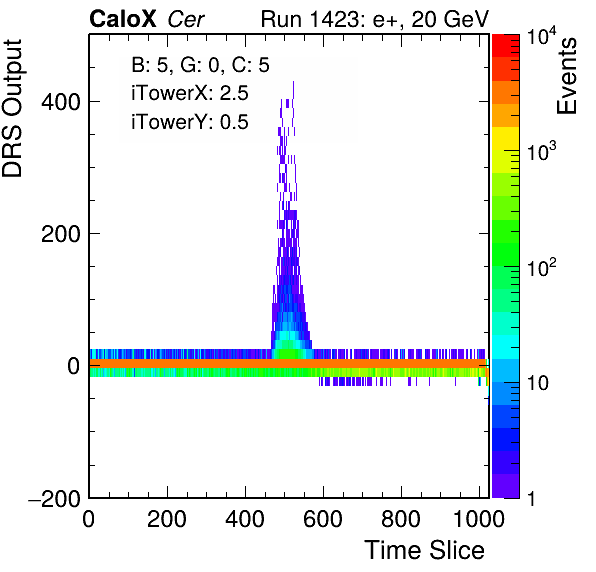 CaloX Cer Run 1423: e+, 20 GeV
B: 5, G: 0, C: 5
iTowerX: 2.5
iTowerY: 0.5
DRS Output
400
200
0
−200
0 200 400 600 800 1000
Time Slice
Events
10^4
10^3
10^2
10
1